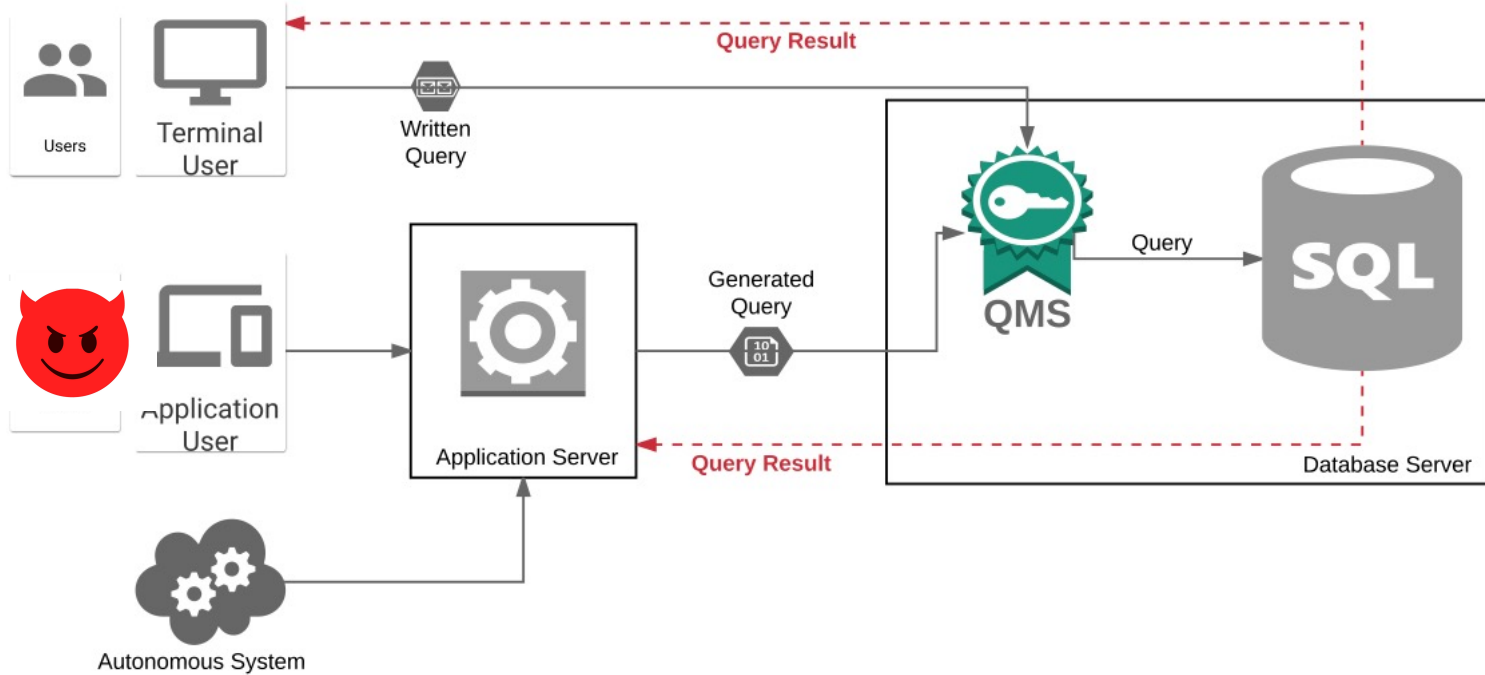 Query Result
Users
Terminal
User
Written
Query
Query
SQL
QMS
Generated
Query
10
01
Application
User
Application Server
Query Result
Database Server
Autonomous System